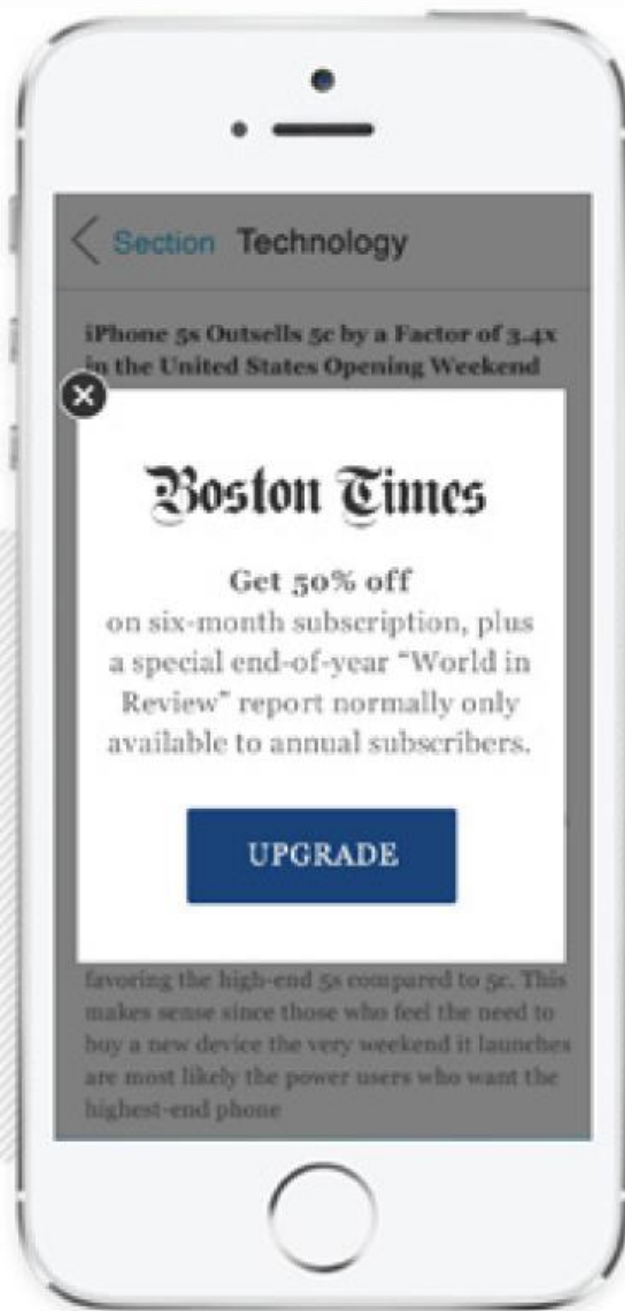 Section Technology
iPhone 5s Outsells 5c by a Factor of 3.4x
in the United States Opening Weekend
Boston Times
Get 50% off
on six-month subscription, plus
a special end-of-year “World in
Review” report normally only
available to annual subscribers.
UPGRADE
favoring the high-end 5s compared to 5c. This
makes sense since those who feel the need to
buy a new device the very weekend it launches
are most likely the power users who want the
highest-end phone